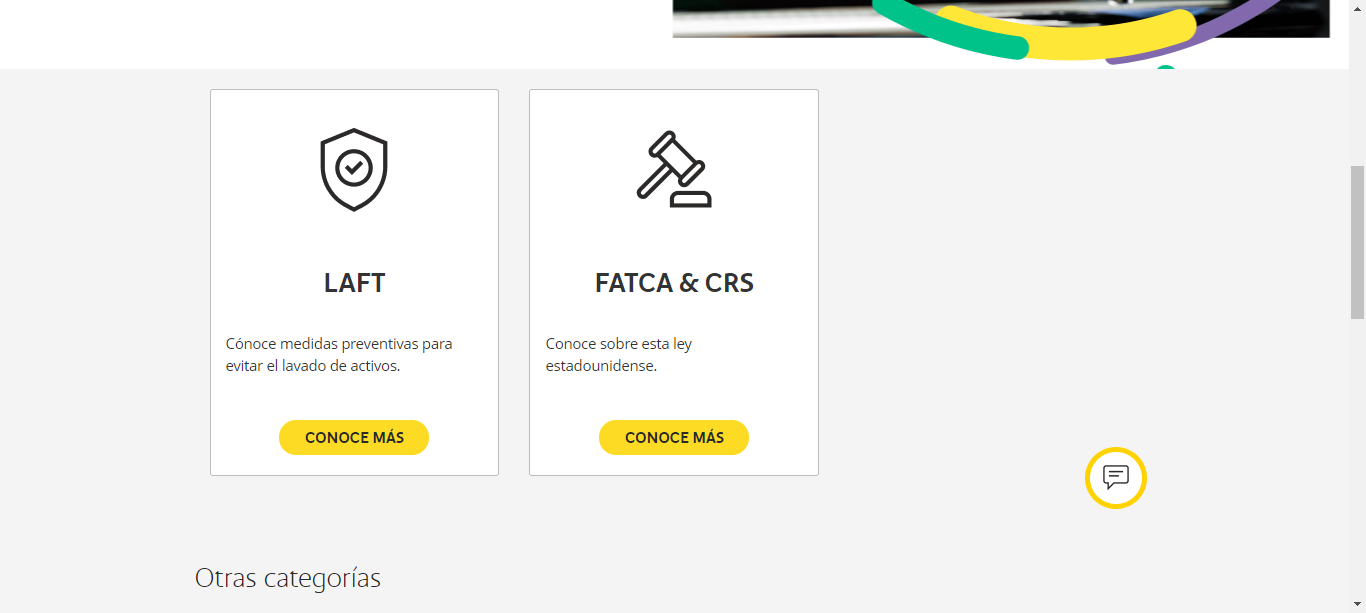 LAFT
Cónoce medidas preventivas para
evitar el lavado de activos.
CONOCE MÁS
FATCA & CRS
Conoce sobre esta ley
estadounidense.
CONOCE MÁS
Otras categorías